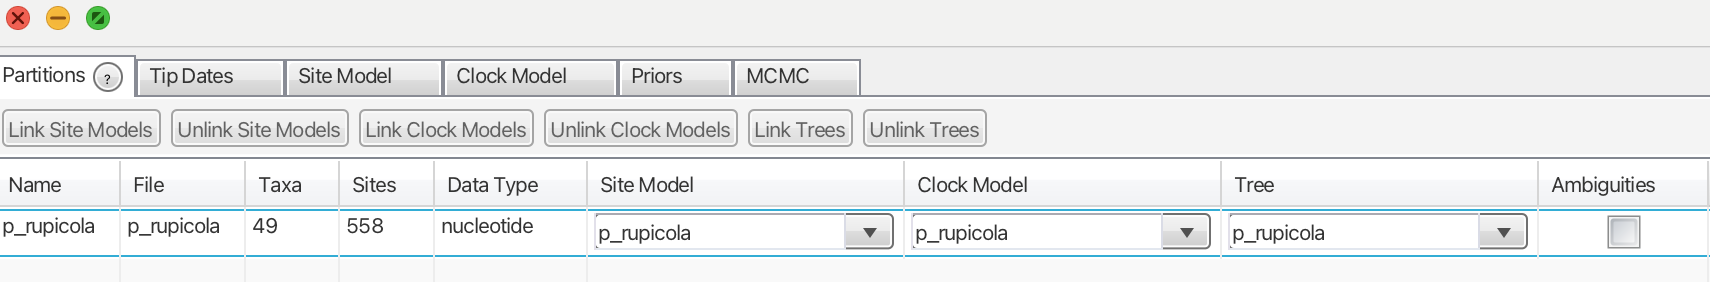 Partitions ? Tip Dates Site Model Clock Model Priors MCMC
Link Site Models Unlink Site Models Link Clock Models Unlink Clock Models Link Trees Unlink Trees
Name File Taxa Sites Data Type Site Model Clock Model Tree Ambiguities
p_rupicola p_rupicola 49 558 nucleotide p_rupicola p_rupicola p_rupicola